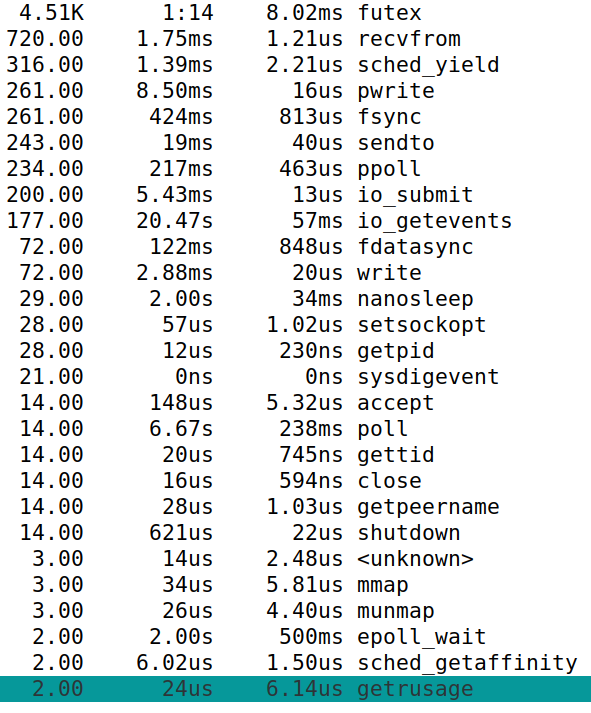 4.51K 1:14 8.02ms futex
720.00 1.75ms 1.21us recvfrom
316.00 1.39ms 2.21us sched_yield
261.00 8.50ms 16us pwrite
261.00 424ms 813us fsync
243.00 19ms 40us sendto
234.00 217ms 463us ppoll
200.00 5.43ms 13us io_submit
177.00 20.47s 57ms io_getevents
72.00 122ms 848us fdatasync
72.00 2.88ms 20us write
29.00 2.00s 34ms nanosleep
28.00 57us 1.02us setsockopt
28.00 12us 230ns getpid
21.00 0ns 0ns sysdigevent
14.00 148us 5.32us accept
14.00 6.67s 238ms poll
14.00 20us 745ns gettid
14.00 16us 594ns close
14.00 28us 1.03us getpeername
14.00 621us 22us shutdown
3.00 14us 2.48us <unknown>
3.00 34us 5.81us mmap
3.00 26us 4.40us munmap
2.00 2.00s 500ms epoll_wait
2.00 6.02us 1.50us sched_getaffinity
2.00 24us 6.14us getrusage